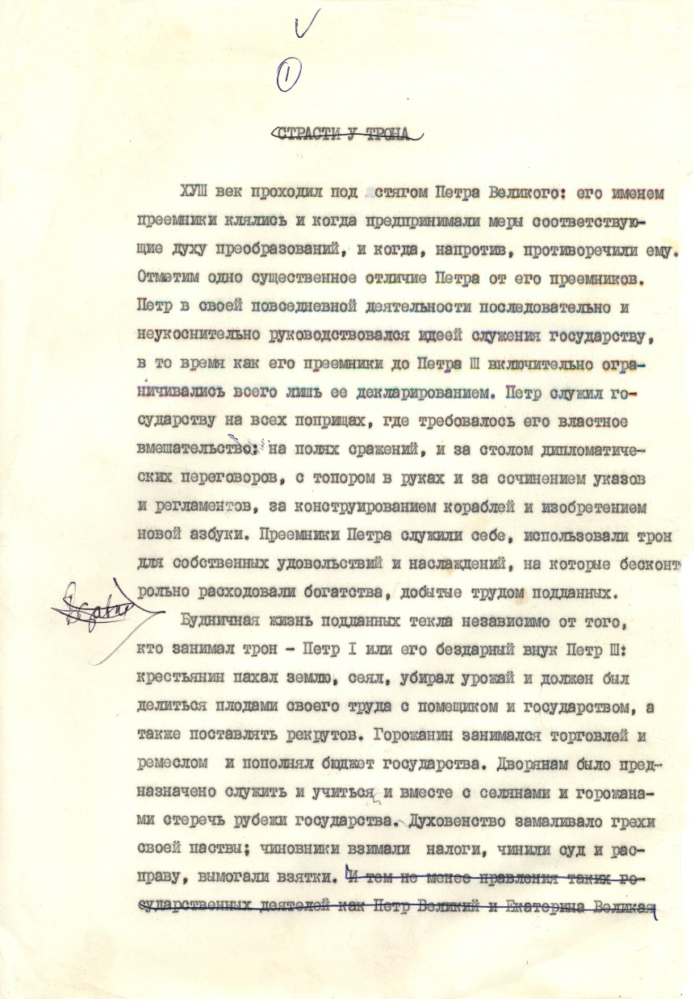 1
СТРАСТИ У ТРОНА
ХУШ век проходил под стягом Петра Великого: его именем
преемники клялись и когда предпринимали меры соответствую-
щие духу преобразований, и когда, напротив, противоречили ему.
Отметим одно существенное отличие Петра от его преемников.
Петр в своей повседневной деятельности последовательно и
неукоснительно руководствовался идеей служения государству,
в то время как его преемники до Петра Ш включительно огра-
ничивались всего лишь ее декларированием. Петр служил го-
сударству на всех поприщах, где требовалось его властное
вмешательство: на полях сражений, и за столом дипломатиче-
ских переговоров, с топором в руках и за сочинением указов
и регламентов, за конструированием кораблей и изобретением
новой азбуки. Преемники Петра служили себе, использовали трон
для собственных удовольствий и наслаждений, на которые бесконт
рольно расходовали богатства, добытые трудом подданных.
Будничная жизнь подданных текла независимо от того,
кто занимал трон - Петр I или его бездарный внук Петр Ш:
крестьянин пахал землю, сеял, убирал урожай и должен был
делиться плодами своего труда с помещиком и государством, а
также поставлять рекрутов. Горожанин занимался торговлей и
ремеслом и пополнял бюджет государства. Дворянам было пред-
назначено служить и учиться, и вместе с селянами и горожана-
ми стеречь рубежи государства. Духовенство замаливало грехи
своей паствы; чиновники взимали налоги, чинили суд и рас-
праву, вымогали взятки. И тем не менее правления таких го-
сударственных деятелей как Петр Великий и Екатерина Великая